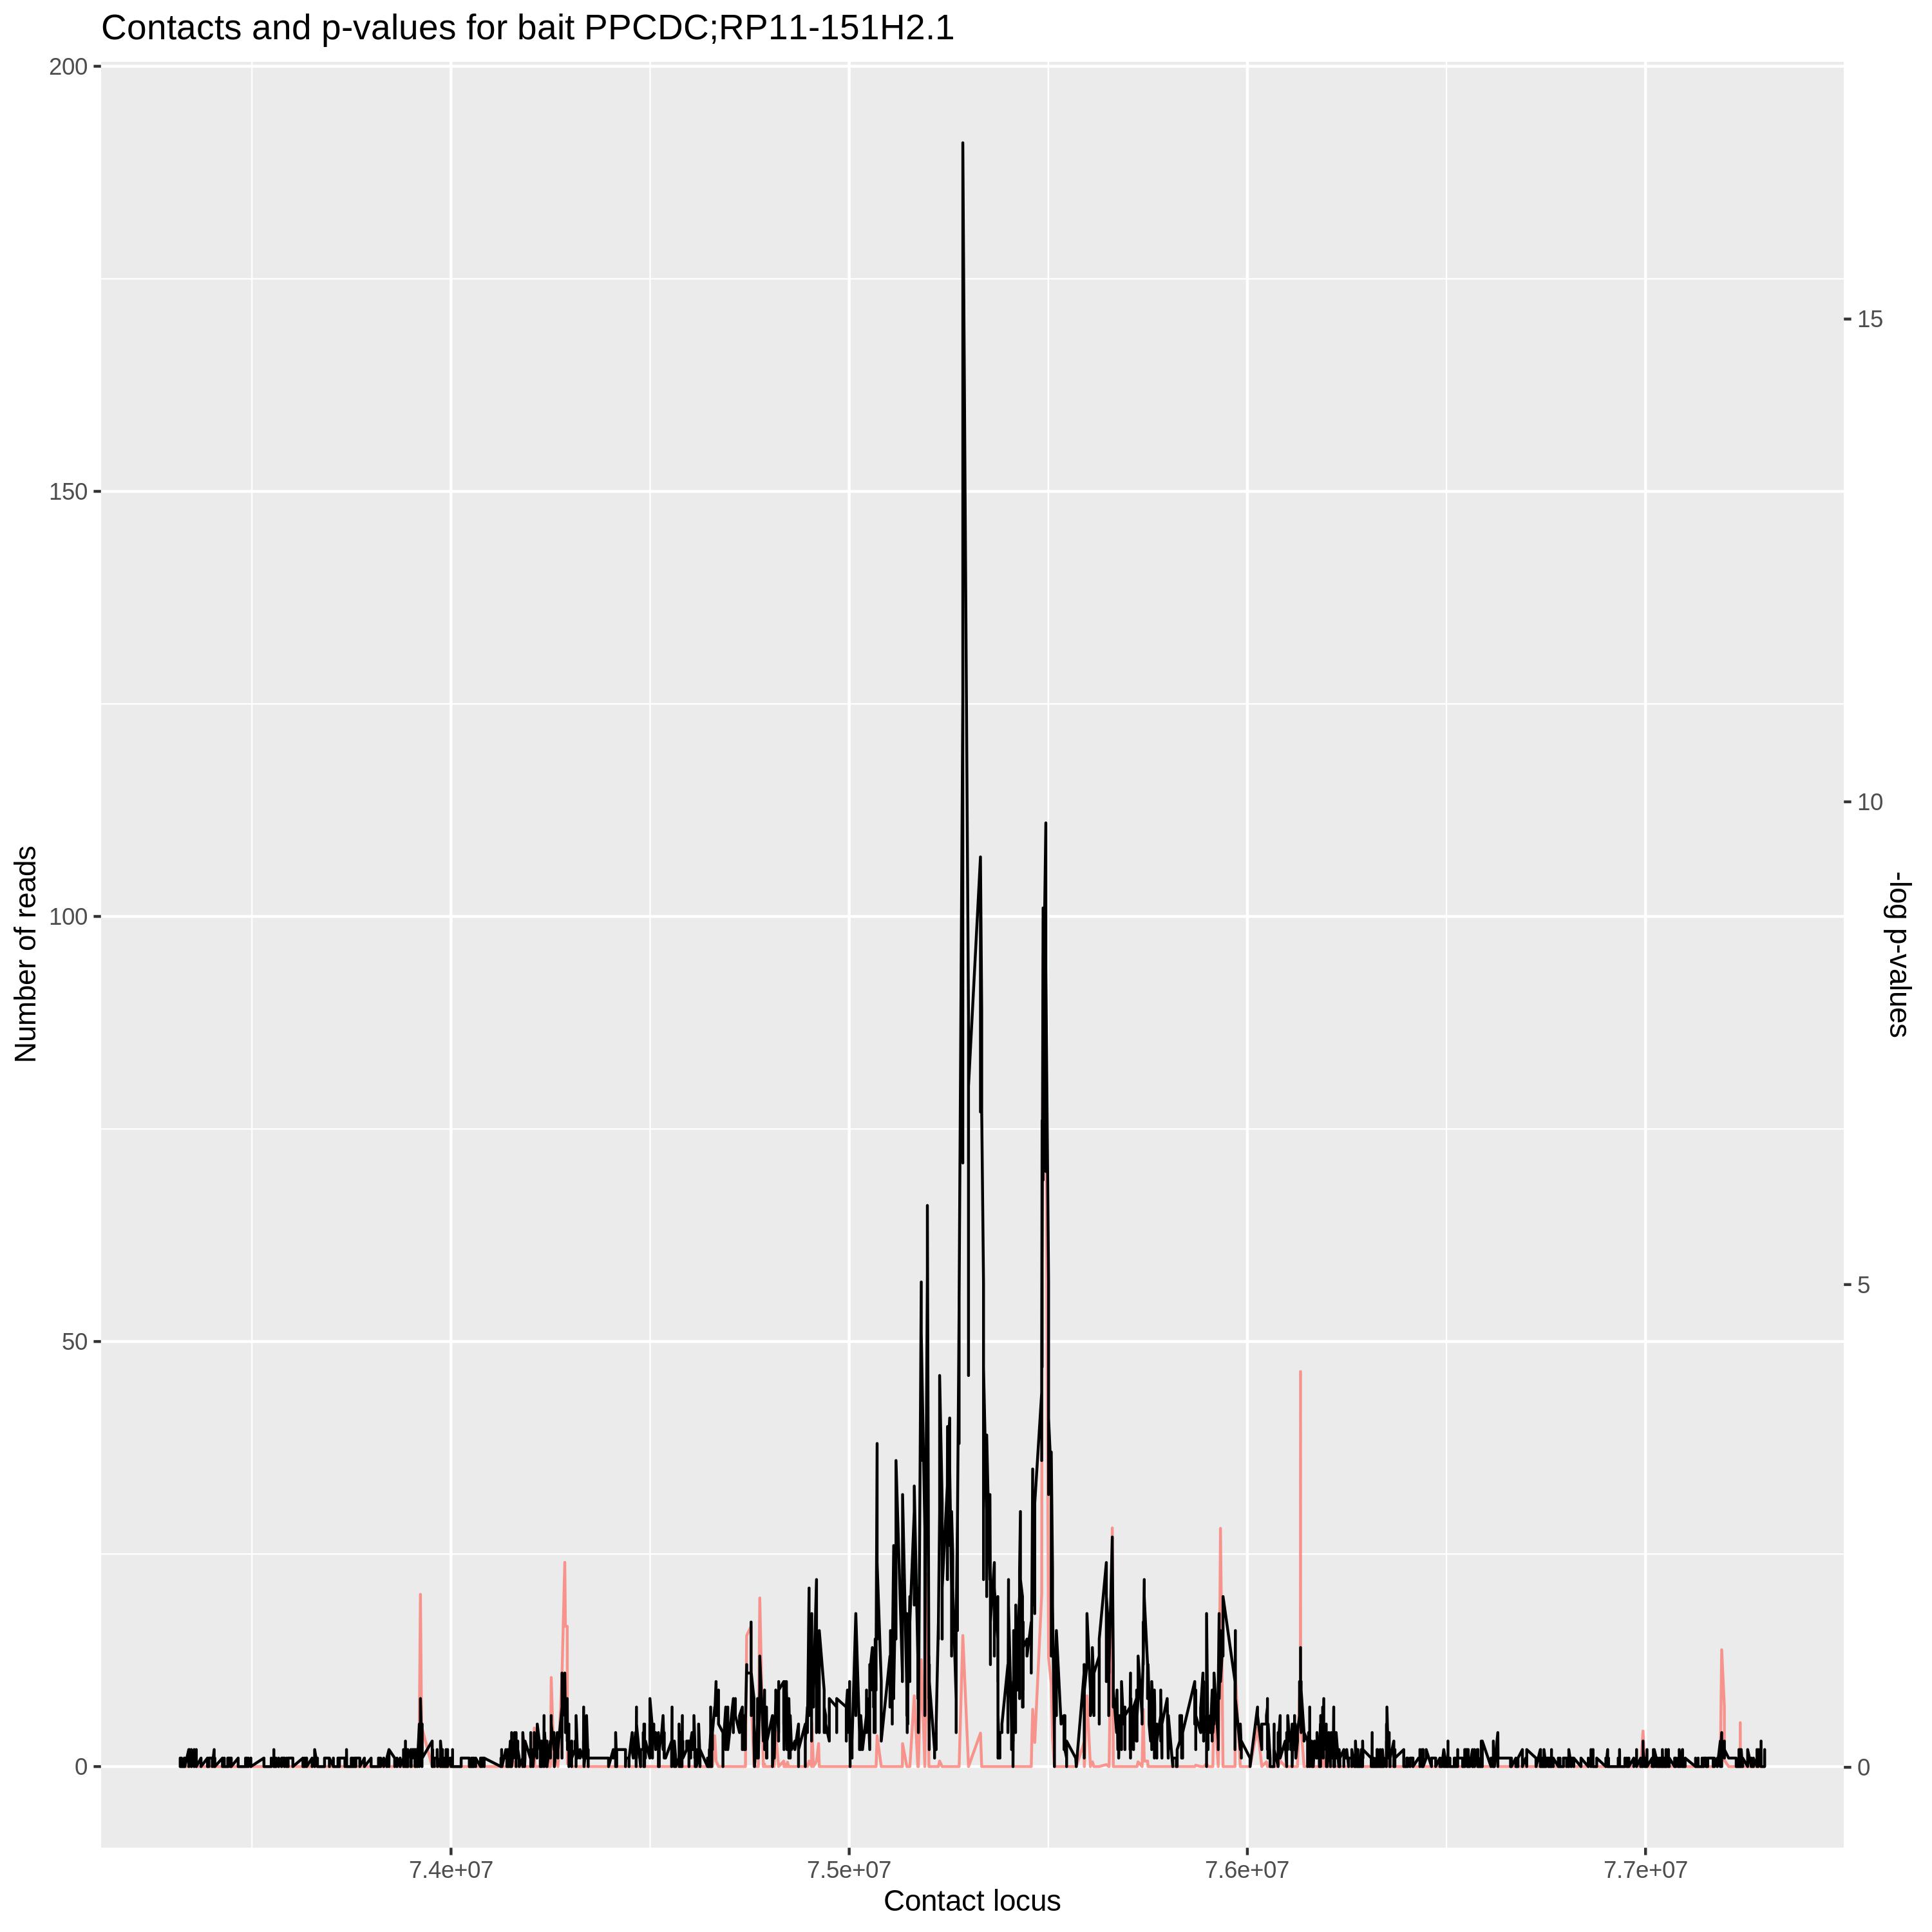 Contacts and p-values for bait PPCDC;RP11-151H2.1
200
150
100
50
0
Number of reads
15
10
5
0
-log p-values
7.4e+07
7.5e+07
7.6e+07
7.7e+07
Contact locus